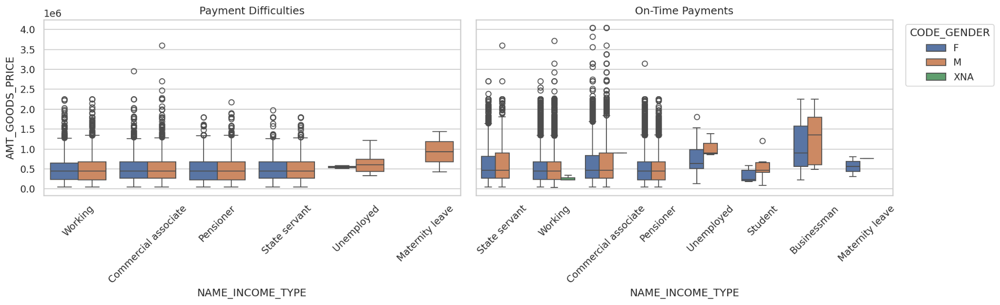 Payment Difficulties
On-Time Payments
1e6
4.0
3.5
3.0
2.5
2.0
1.5
1.0
0.5
0.0
AMT_GOODS_PRICE
Working
Commercial associate
Pensioner
State servant
Unemployed
Maternity leave
NAME_INCOME_TYPE
State servant
Working
Commercial associate
Pensioner
Unemployed
Student
Businessman
Maternity leave
NAME_INCOME_TYPE
CODE_GENDER
F
M
XNA